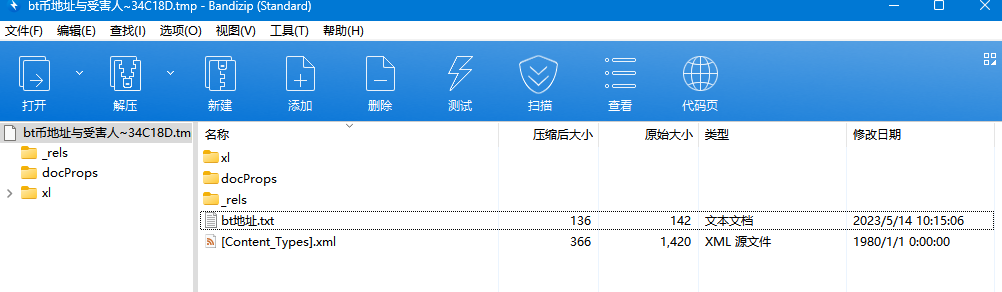 bt币地址与受害人~34C18D.tmp - Bandizip (Standard)
文件(F) 编辑(E) 查找(I) 选项(O) 视图(V) 工具(T) 帮助(H)
打开 解压 新建 添加 删除 测试 扫描 查看 代码页
bt币地址与受害人~34C18D.tm
_rels
docProps
xl
名称 压缩后大小 原始大小 类型 修改日期
xl
docProps
_rels
bt地址.txt 136 142 文本文档 2023/5/14 10:15:06
[Content_Types].xml 366 1,420 XML 源文件 1980/1/1 0:00:00